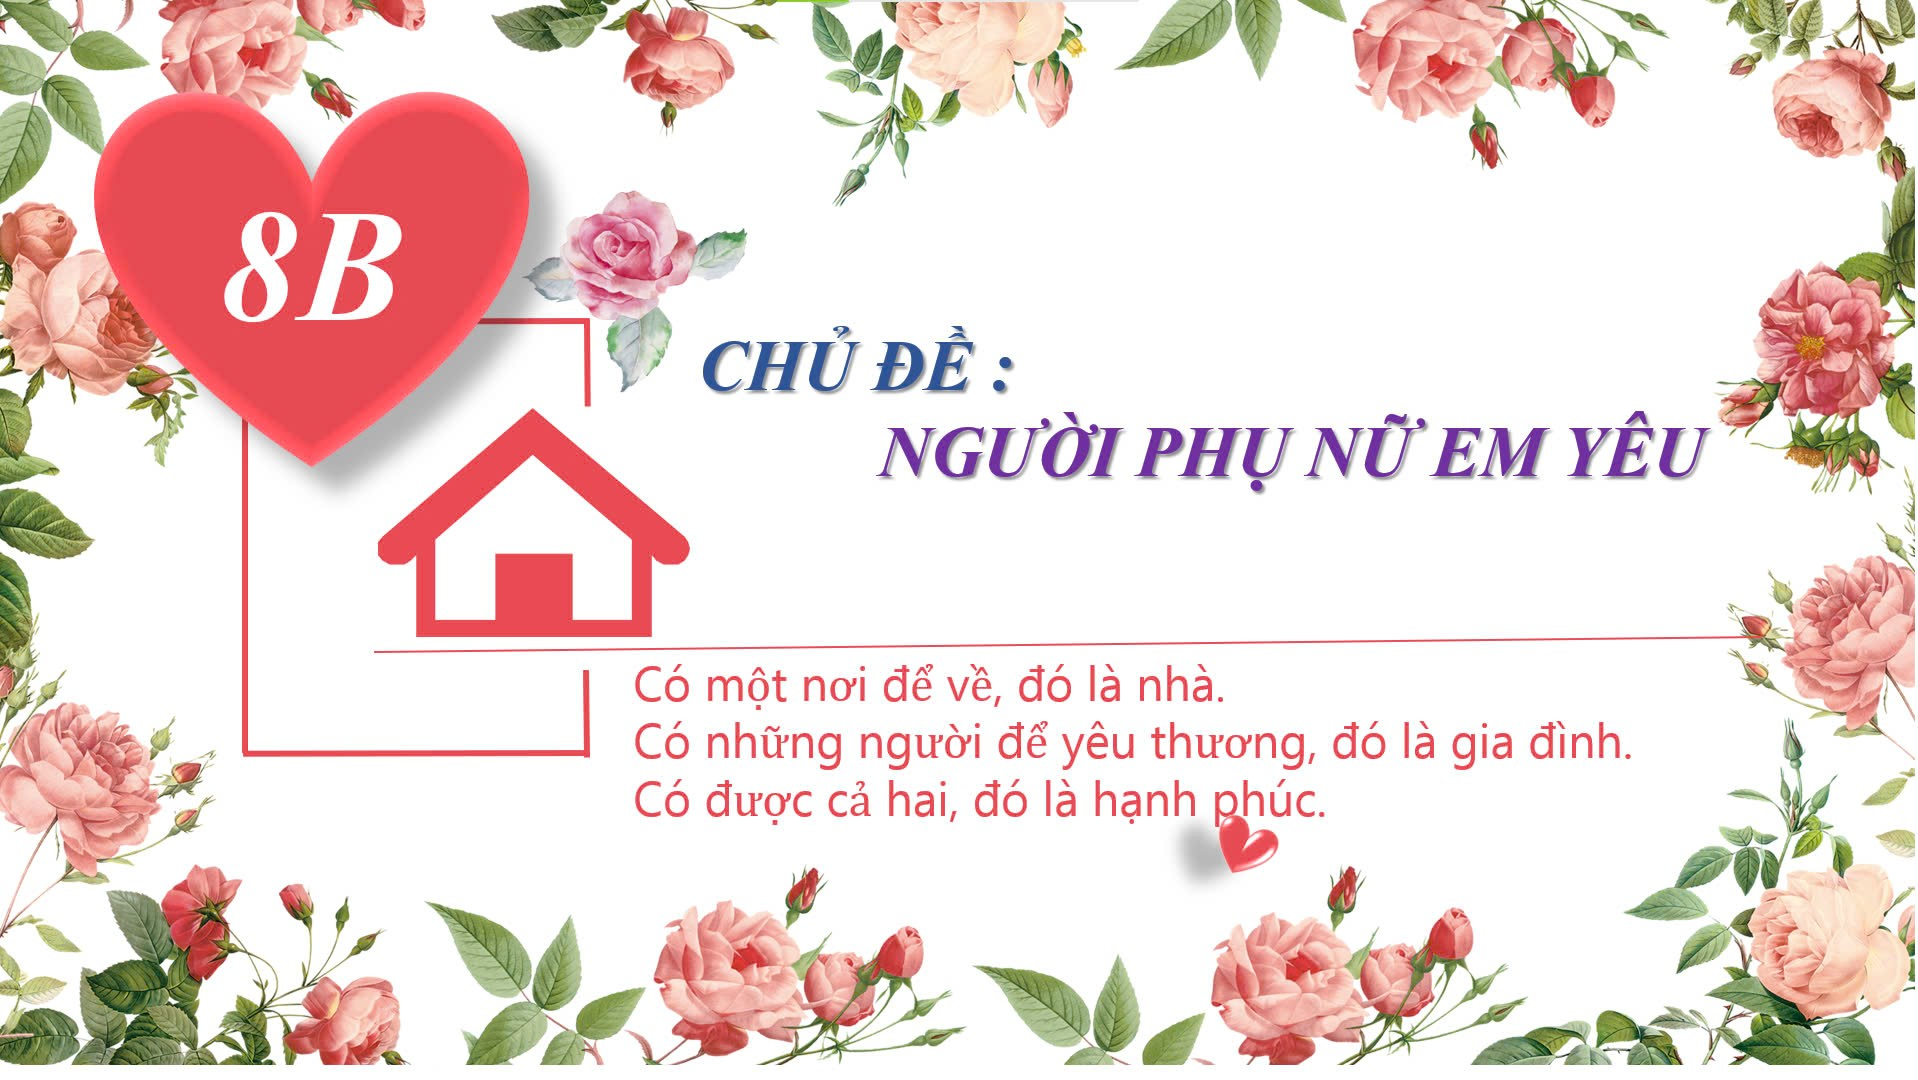 8B
CHỦ ĐỀ :
NGƯỜI PHỤ NỮ EM YÊU
Có một nơi để về, đó là nhà.
Có những người để yêu thương, đó là gia đình.
Có được cả hai, đó là hạnh phúc.